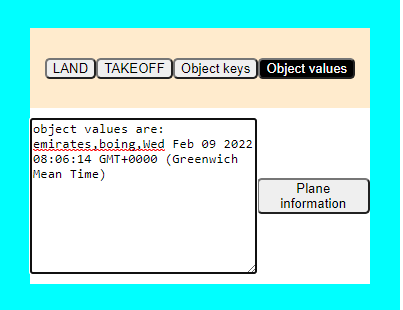 LAND TAKEOFF Object keys Object values
object values are:
emirates,boing,Wed Feb 09 2022
08:06:14 GMT+0000 (Greenwich
Mean Time)
Plane
information